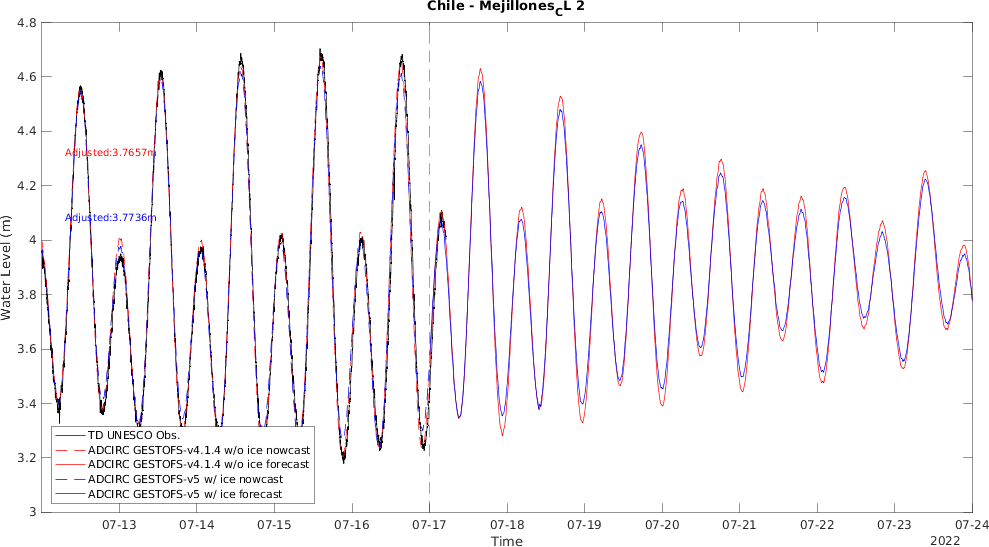 Chile - Mejillones_CL 2
Water Level (m)
4.8
4.6
4.4
4.2
4
3.8
3.6
3.4
3.2
3
Adjusted:3.7657m
Adjusted:3.7736m
TD UNESCO Obs.
ADCIRC GESTOFS-v4.1.4 w/o ice nowcast
ADCIRC GESTOFS-v4.1.4 w/o ice forecast
ADCIRC GESTOFS-v5 w/ ice nowcast
ADCIRC GESTOFS-v5 w/ ice forecast
07-13 07-14 07-15 07-16 07-17 07-18 07-19 07-20 07-21 07-22 07-23 07-24
Time
2022